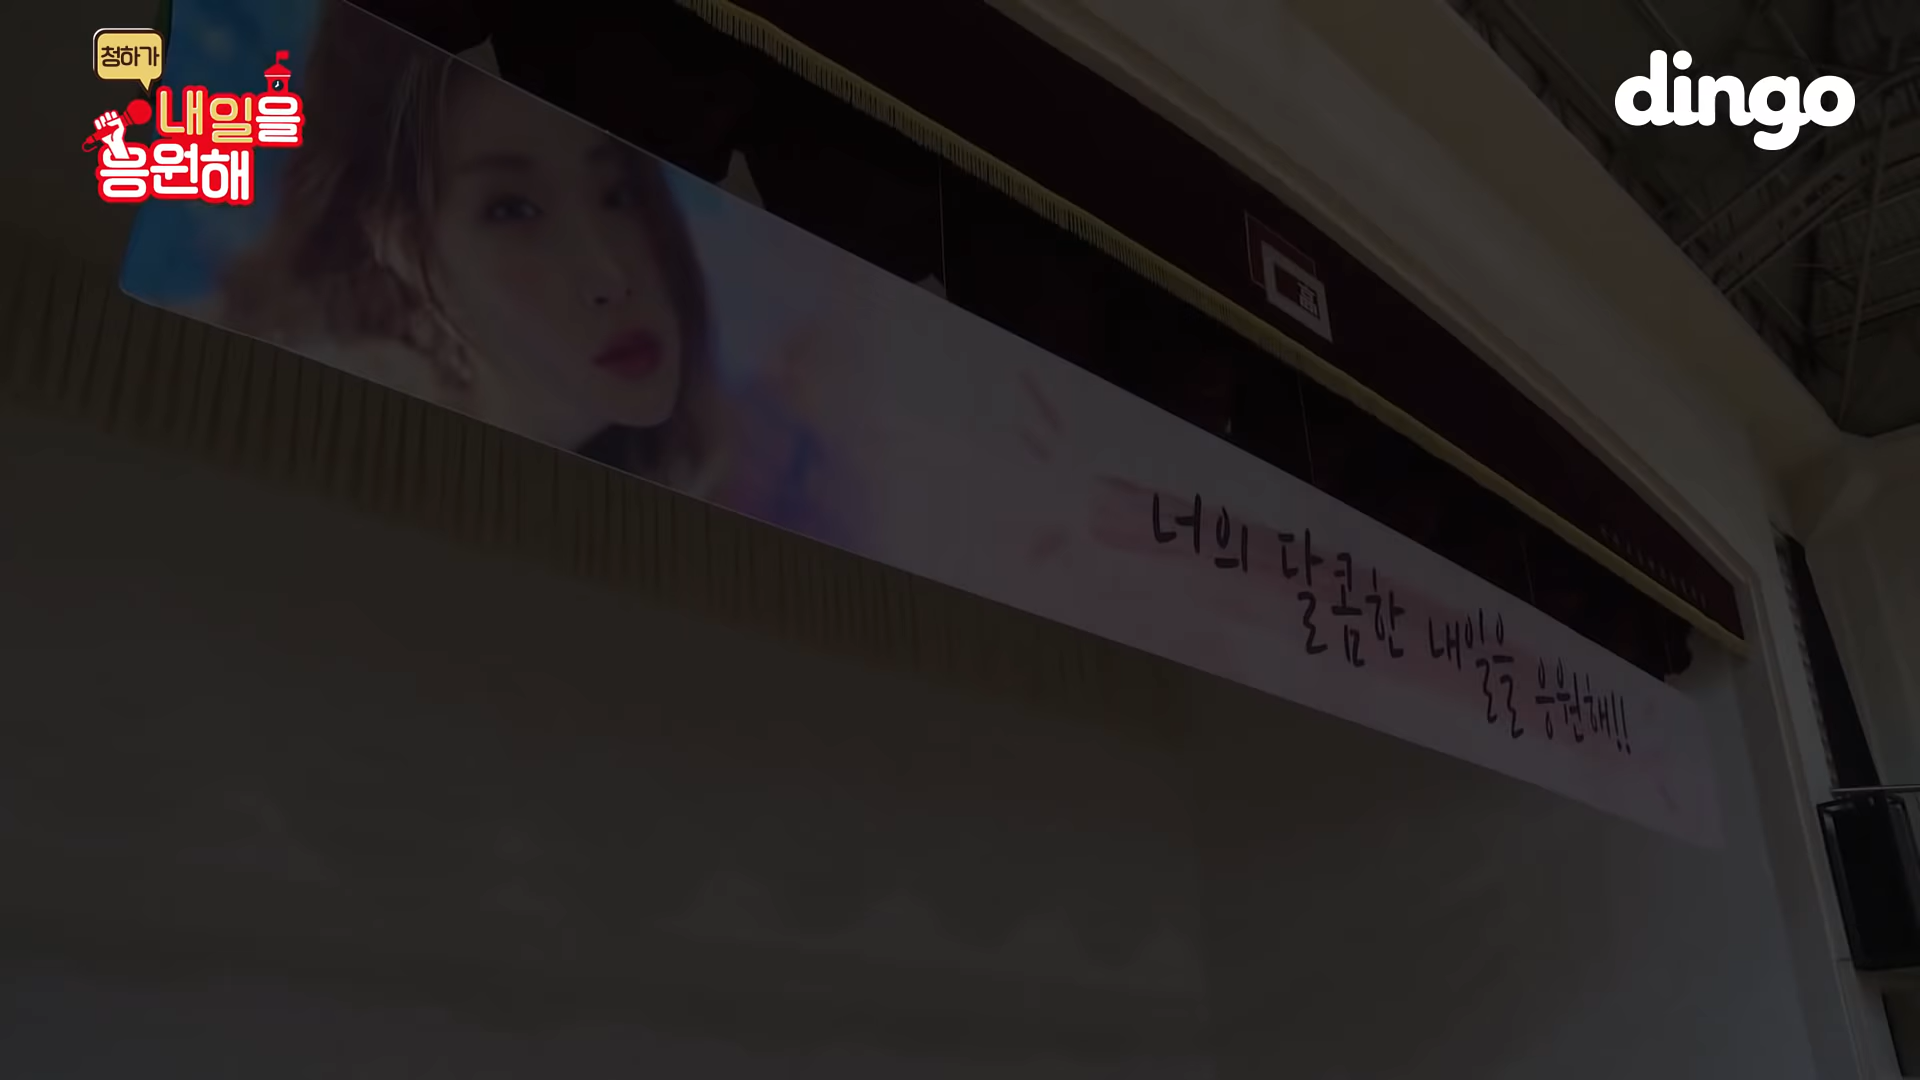 청하가
내일을
응원해
dingo
高
너의 달콤한 내일을 응원해!!